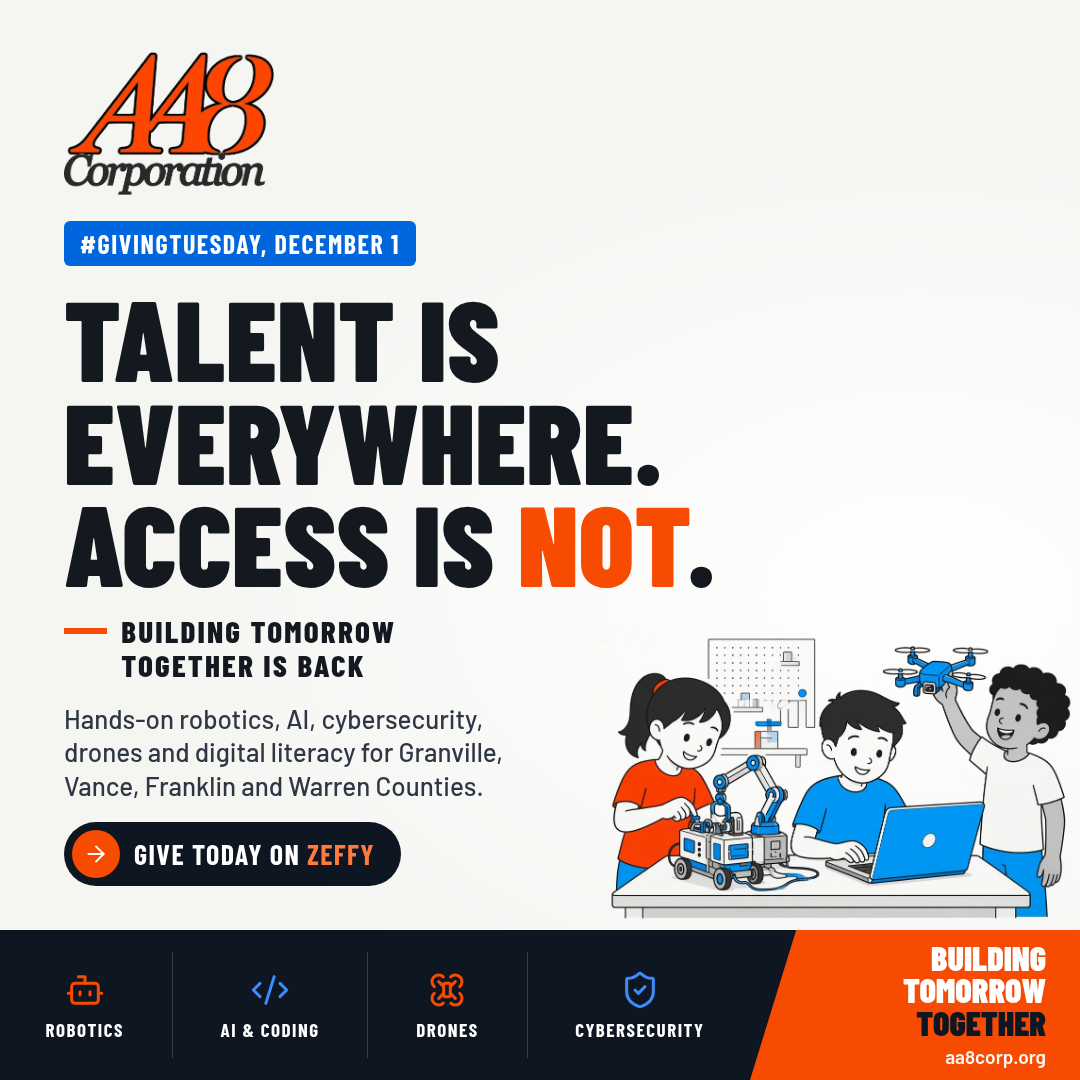 AA8
Corporation
#GIVINGTUESDAY, DECEMBER 1
TALENT IS
EVERYWHERE.
ACCESS IS NOT.
BUILDING TOMORROW
TOGETHER IS BACK
Hands-on robotics, AI, cybersecurity,
drones and digital literacy for Granville,
Vance, Franklin and Warren Counties.
GIVE TODAY ON ZEFFY
ROBOTICS
AI & CODING
DRONES
CYBERSECURITY
BUILDING
TOMORROW
TOGETHER
aa8corp.org